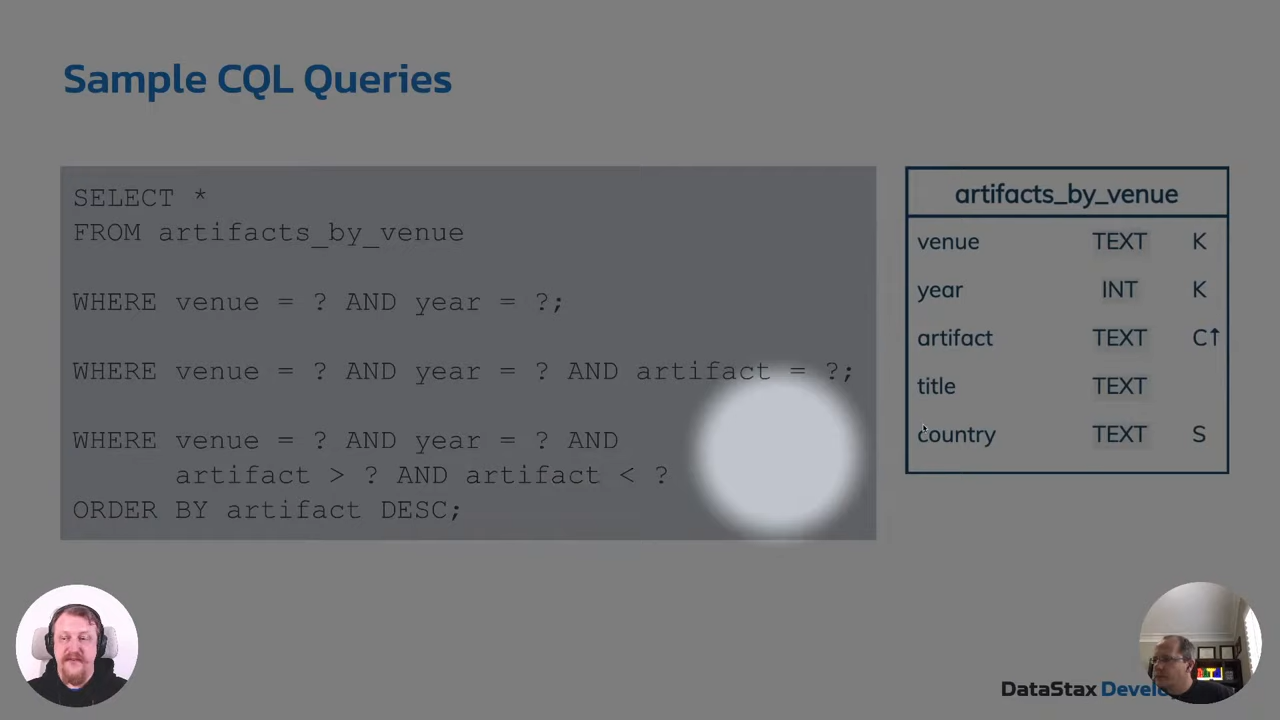 Sample CQL Queries
SELECT *
FROM artifacts_by_venue
WHERE venue = ? AND year = ?;
WHERE venue = ? AND year = ? AND artifact = ?;
WHERE venue = ? AND year = ? AND
artifact > ? AND artifact < ?
ORDER BY artifact DESC;
artifacts_by_venue
venue TEXT K
year INT K
artifact TEXT C↑
title TEXT
country TEXT S
DataStax